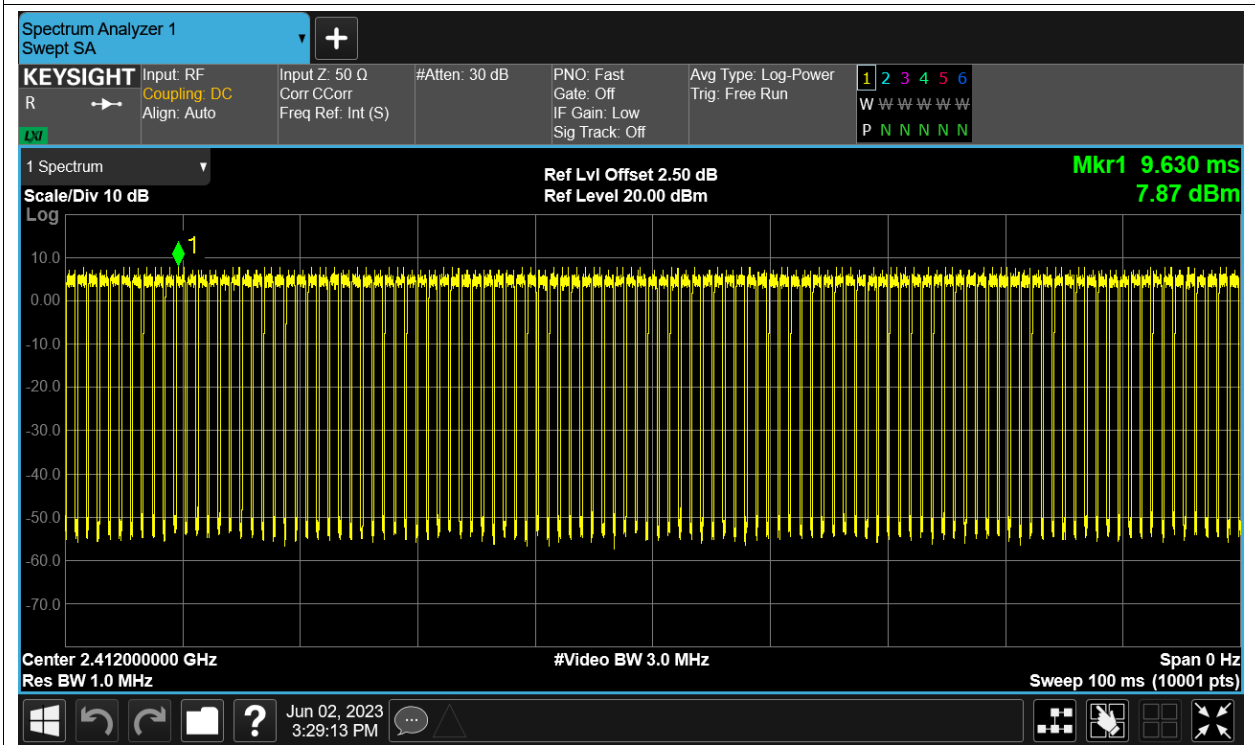 Spectrum Analyzer 1
Swept SA
KEYSIGHT
R
LXI
Input: RF
Coupling: DC
Align: Auto
Input Z: 50 Ω
Corr CCorr
Freq Ref: Int (S)
#Atten: 30 dB
PNO: Fast
Gate: Off
IF Gain: Low
Sig Track: Off
Avg Type: Log-Power
Trig: Free Run
1 2 3 4 5 6
W W W W W W
P N N N N N
1 Spectrum
Scale/Div 10 dB
Log
Ref Lvl Offset 2.50 dB
Ref Level 20.00 dBm
Mkr1 9.630 ms
7.87 dBm
1
10.0
0.00
-10.0
-20.0
-30.0
-40.0
-50.0
-60.0
-70.0
Center 2.412000000 GHz
Res BW 1.0 MHz
#Video BW 3.0 MHz
Span 0 Hz
Sweep 100 ms (10001 pts)
?
Jun 02, 2023
3:29:13 PM